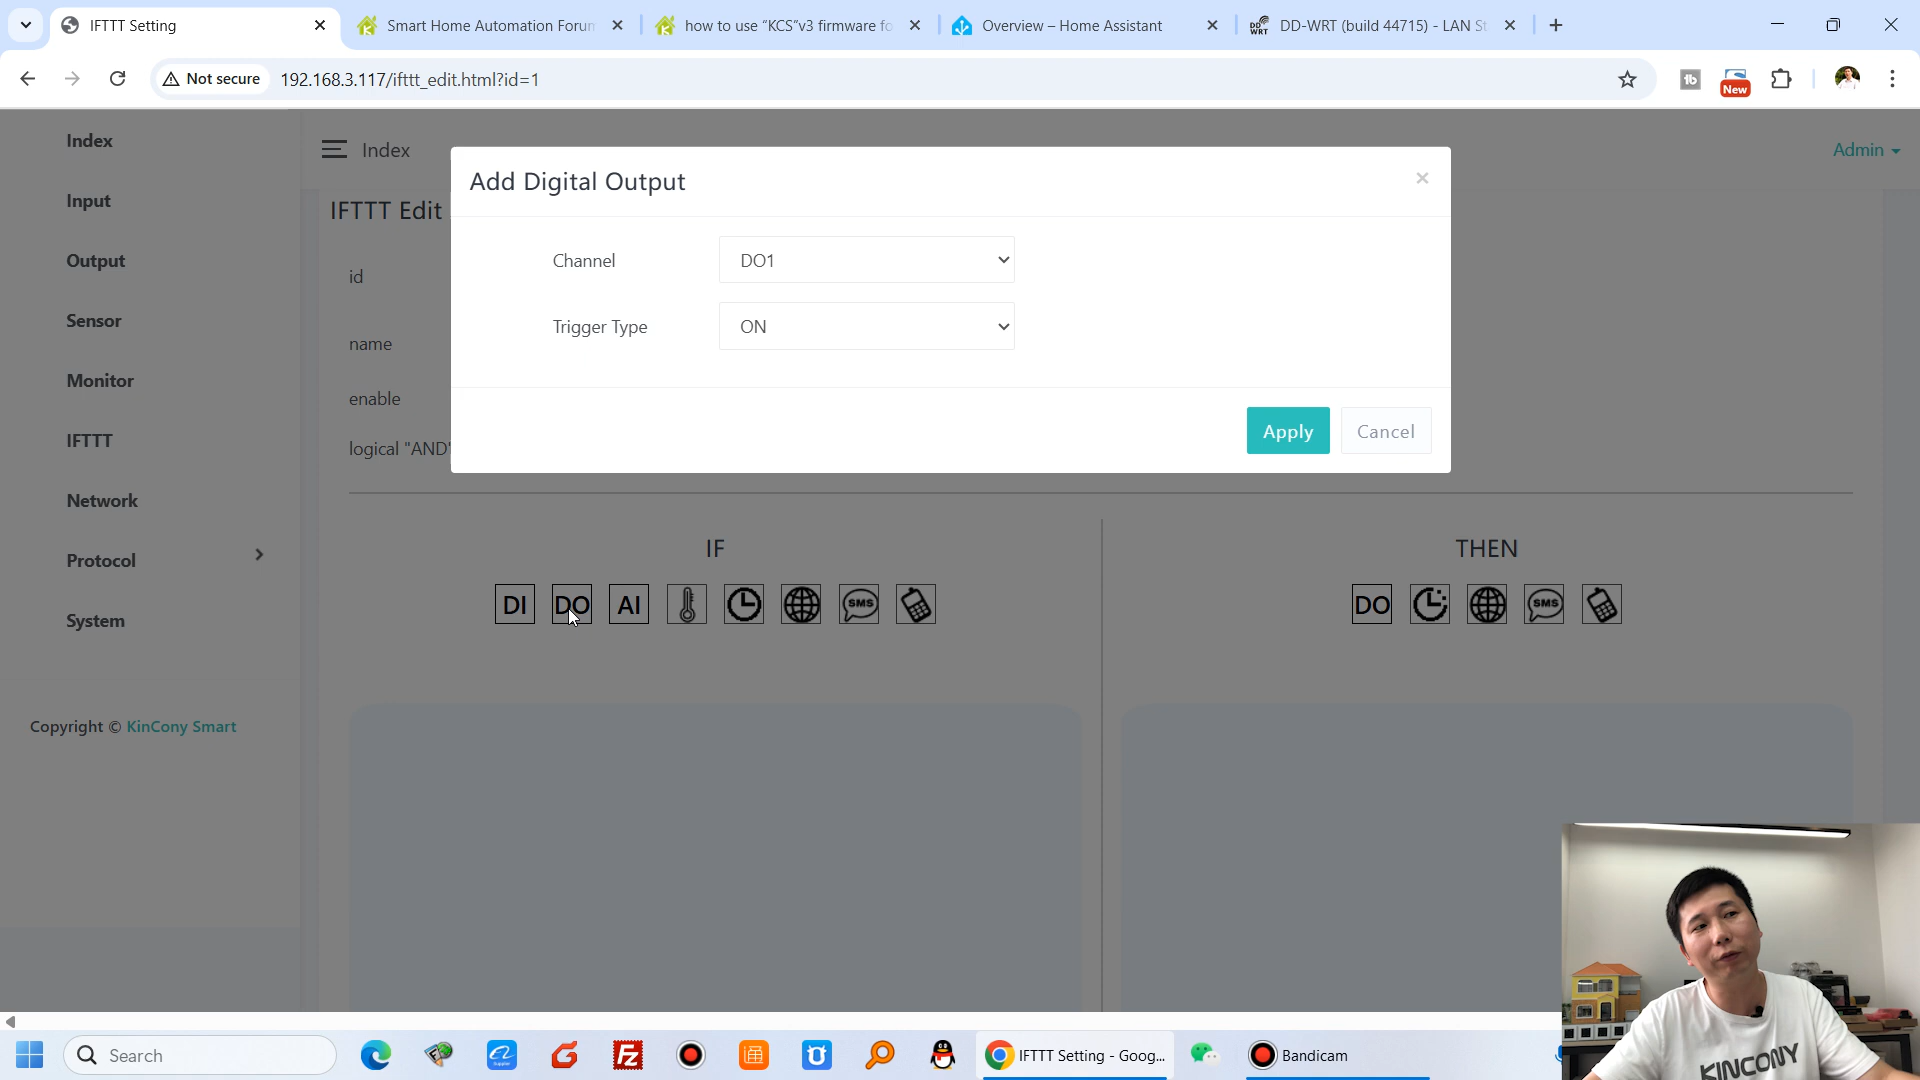 IFTTT Setting
Smart Home Automation Forum
how to use “KCS”v3 firmware fo
Overview – Home Assistant
DD-WRT (build 44715) - LAN St
Not secure
192.168.3.117/ifttt_edit.html?id=1
New
Index
Input
Output
Sensor
Monitor
IFTTT
Network
Protocol
System
Copyright © KinCony Smart
Index
Admin
IFTTT Edit
id
name
enable
logical "AND"
Add Digital Output
×
Channel
DO1
Trigger Type
ON
Apply
Cancel
IF
THEN
DI
DO
AI
SMS
DO
SMS
KINCONY
Search
IFTTT Setting - Goog...
Bandicam